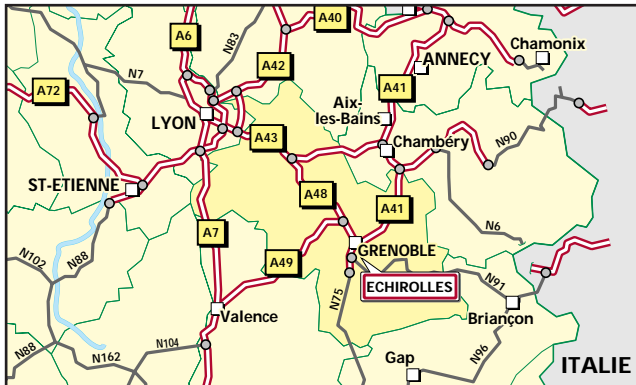 A40
A6
N83
ANNECY
Chamonix
A42
N7
A72
A41
Aix-
les-Bains
LYON
A43
Chambéry
N90
ST-ETIENNE
A48
A41
A7
N6
GRENOBLE
N102
N88
A49
ECHIROLLES
N91
N75
Valence
Briançon
N88
N104
N162
Gap
N96
ITALIE